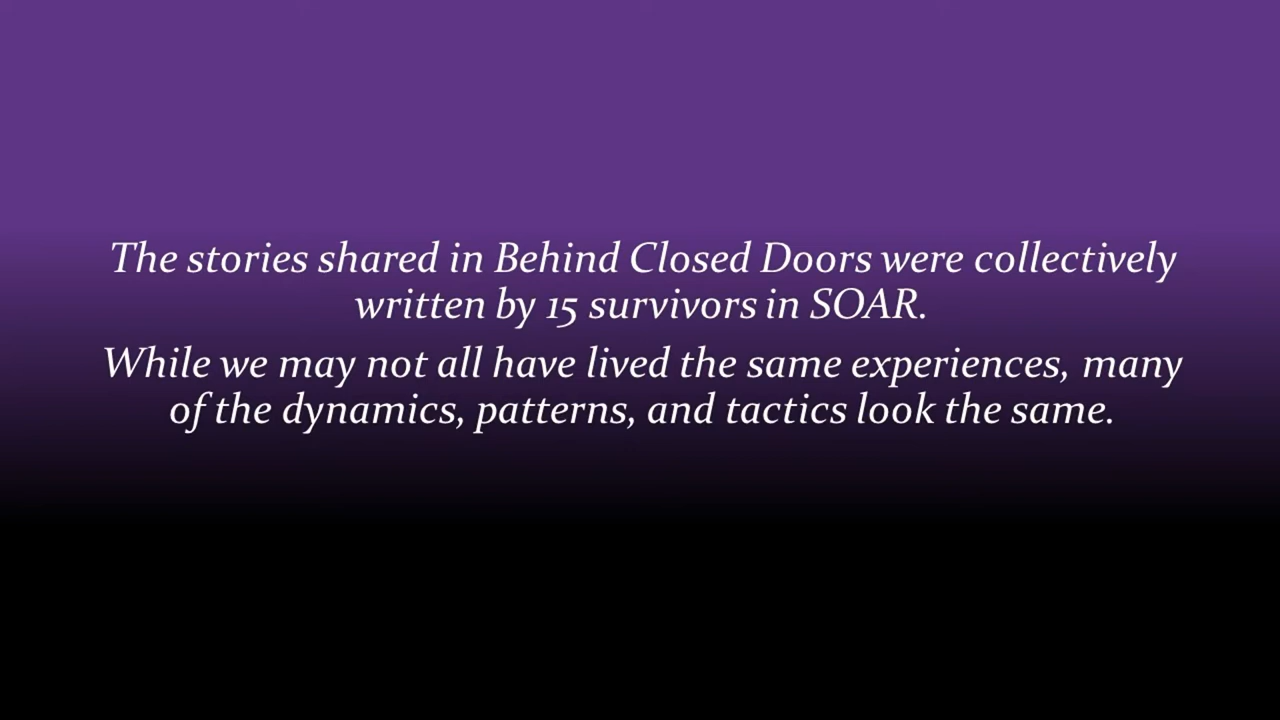 The stories shared in Behind Closed Doors were collectively
written by 15 survivors in SOAR.
While we may not all have lived the same experiences, many
of the dynamics, patterns, and tactics look the same.